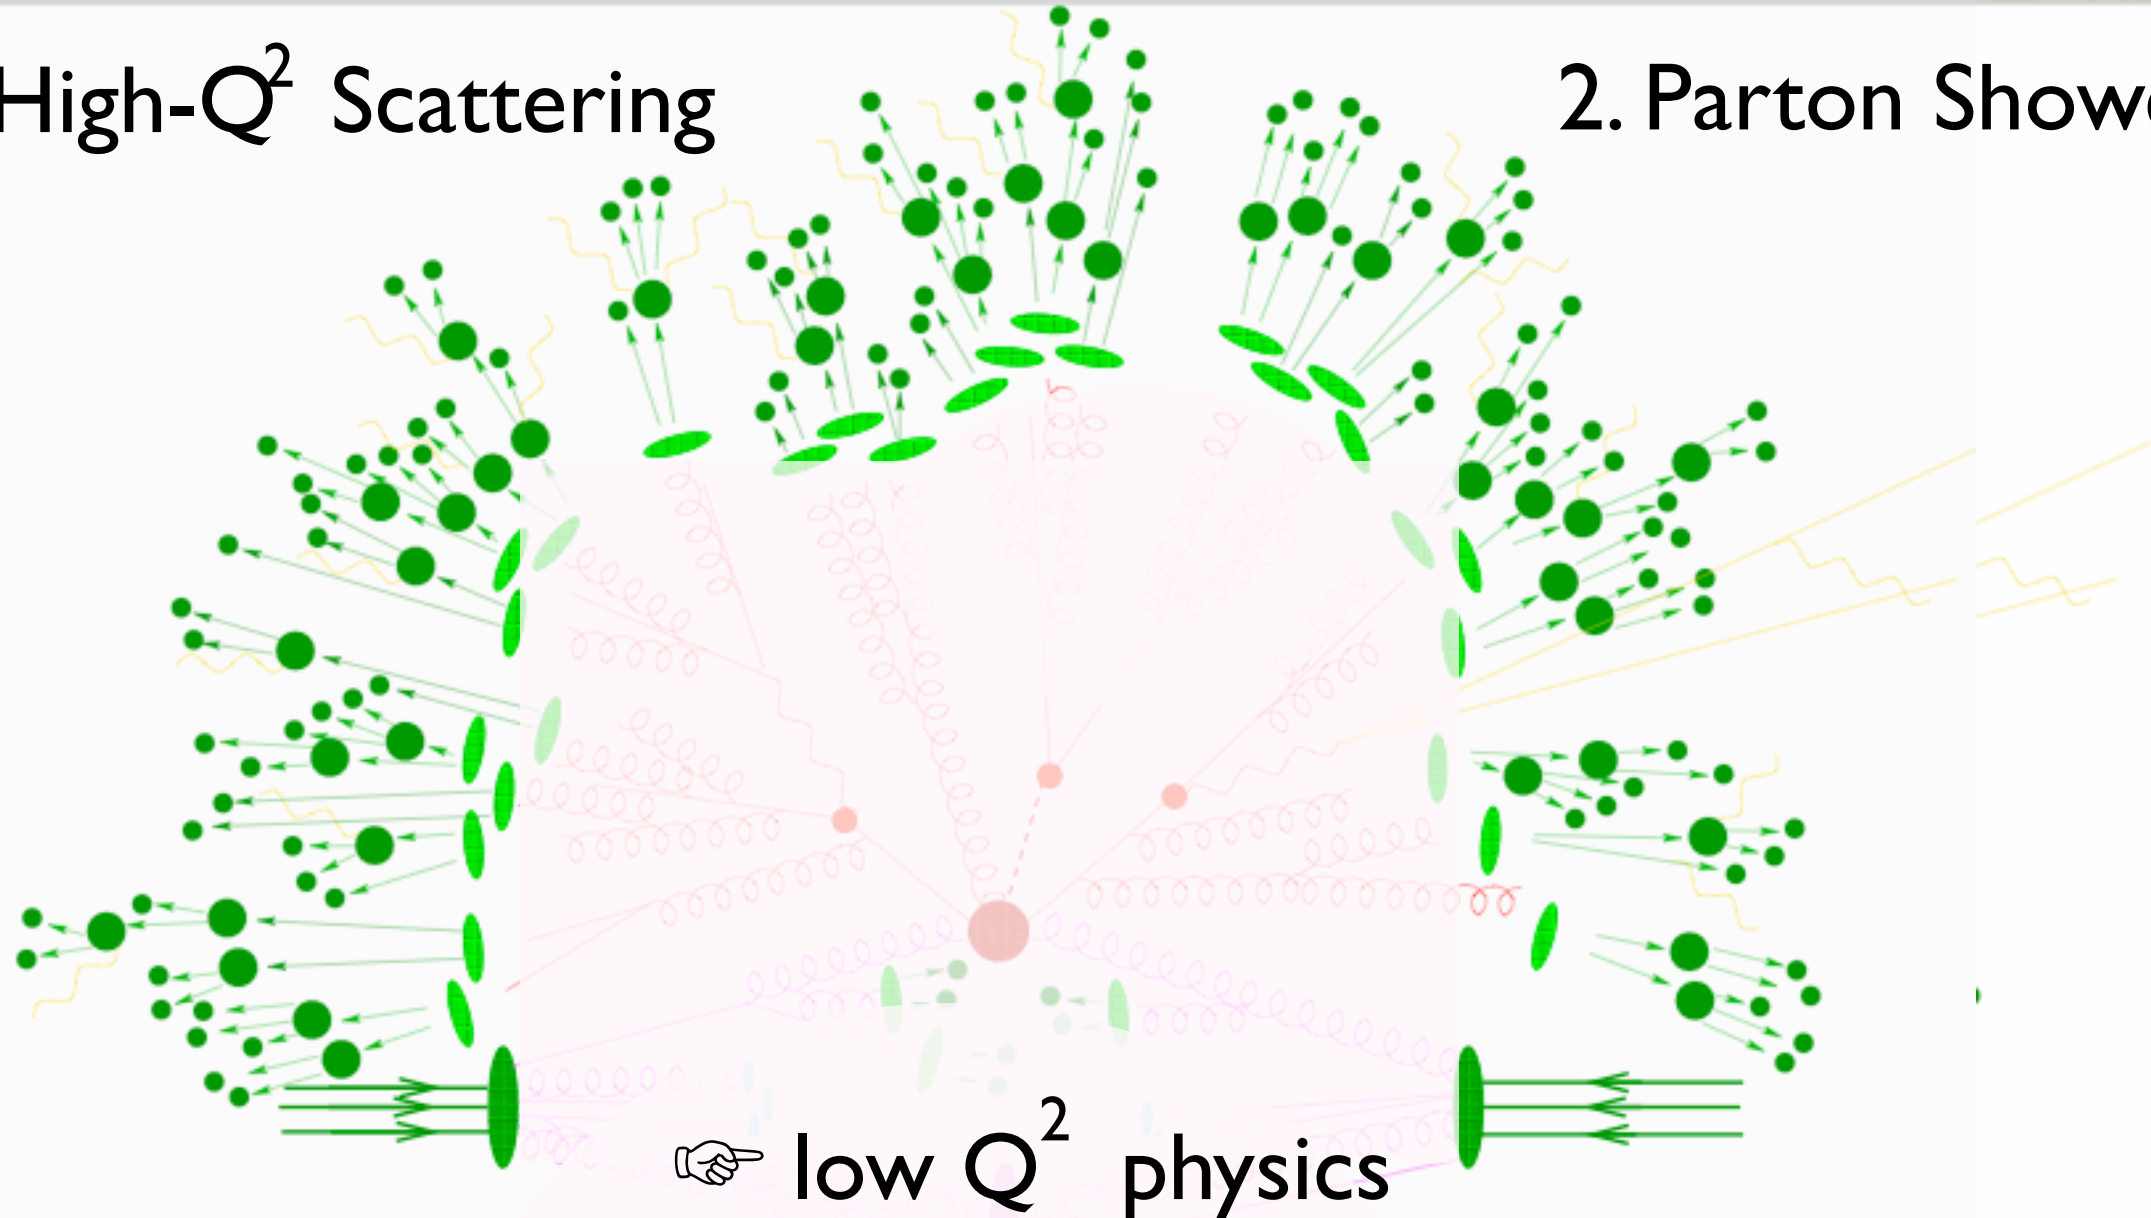 High-Q² Scattering
2. Parton Show
☞ low Q² physics